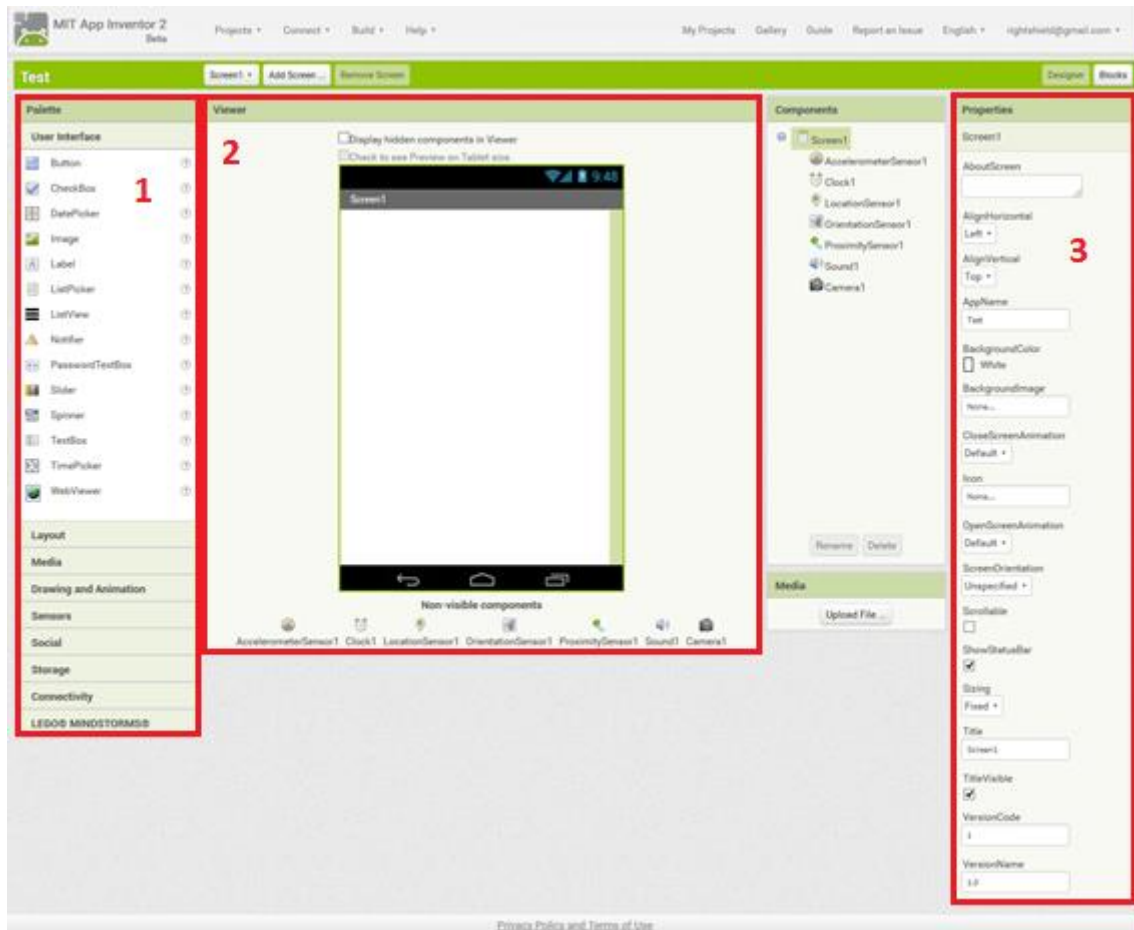 MIT App Inventor 2
Beta
Projects Connect Build Help My Projects Gallery Guide Report an Issue English rightshield@gmail.com
Test Screen1 Add Screen ... Remove Screen Designer Blocks
Palette
User Interface
1
Button
CheckBox
DatePicker
Image
Label
ListPicker
ListView
Notifier
PasswordTextBox
Slider
Spinner
TextBox
TimePicker
WebViewer
Layout
Media
Drawing and Animation
Sensors
Social
Storage
Connectivity
LEGO® MINDSTORMS®
Viewer
2
Display hidden components in Viewer
Check to see Preview on Tablet size.
9:48
Screen1
Non-visible components
AccelerometerSensor1 Clock1 LocationSensor1 OrientationSensor1 ProximitySensor1 Sound1 Camera1
Components
Screen1
AccelerometerSensor1
Clock1
LocationSensor1
OrientationSensor1
ProximitySensor1
Sound1
Camera1
Rename Delete
Media
Upload File ...
Properties
Screen1
3
AboutScreen
AlignHorizontal
Left
AlignVertical
Top
AppName
Test
BackgroundColor
White
BackgroundImage
None...
CloseScreenAnimation
Default
Icon
None...
OpenScreenAnimation
Default
ScreenOrientation
Unspecified
Scrollable
ShowStatusBar
Sizing
Fixed
Title
Screen1
TitleVisible
VersionCode
1
VersionName
1.0
Privacy Policy and Terms of Use